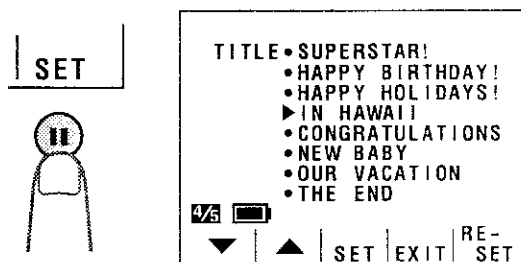 SET
TITLE•SUPERSTAR!
•HAPPY BIRTHDAY!
•HAPPY HOLIDAYS!
▶IN HAWAII
•CONGRATULATIONS
•NEW BABY
•OUR VACATION
•THE END
4/5
▼ ▲ SET EXIT RE-
SET